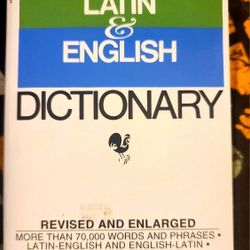 LATIN
&
ENGLISH
DICTIONARY
REVISED AND ENLARGED
MORE THAN 70,000 WORDS AND PHRASES •
LATIN-ENGLISH AND ENGLISH-LATIN •